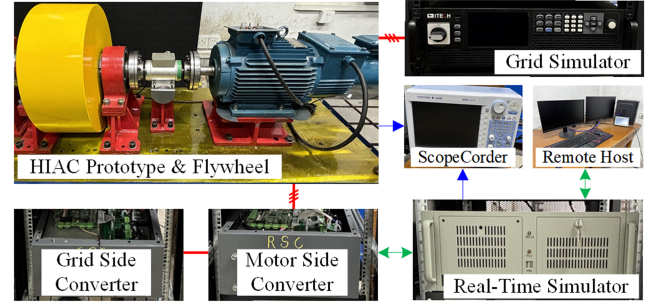 ITECH
Grid Simulator
HIAC Prototype & Flywheel
ScopeCorder
Remote Host
RSC
Grid Side
Converter
Motor Side
Converter
Real-Time Simulator